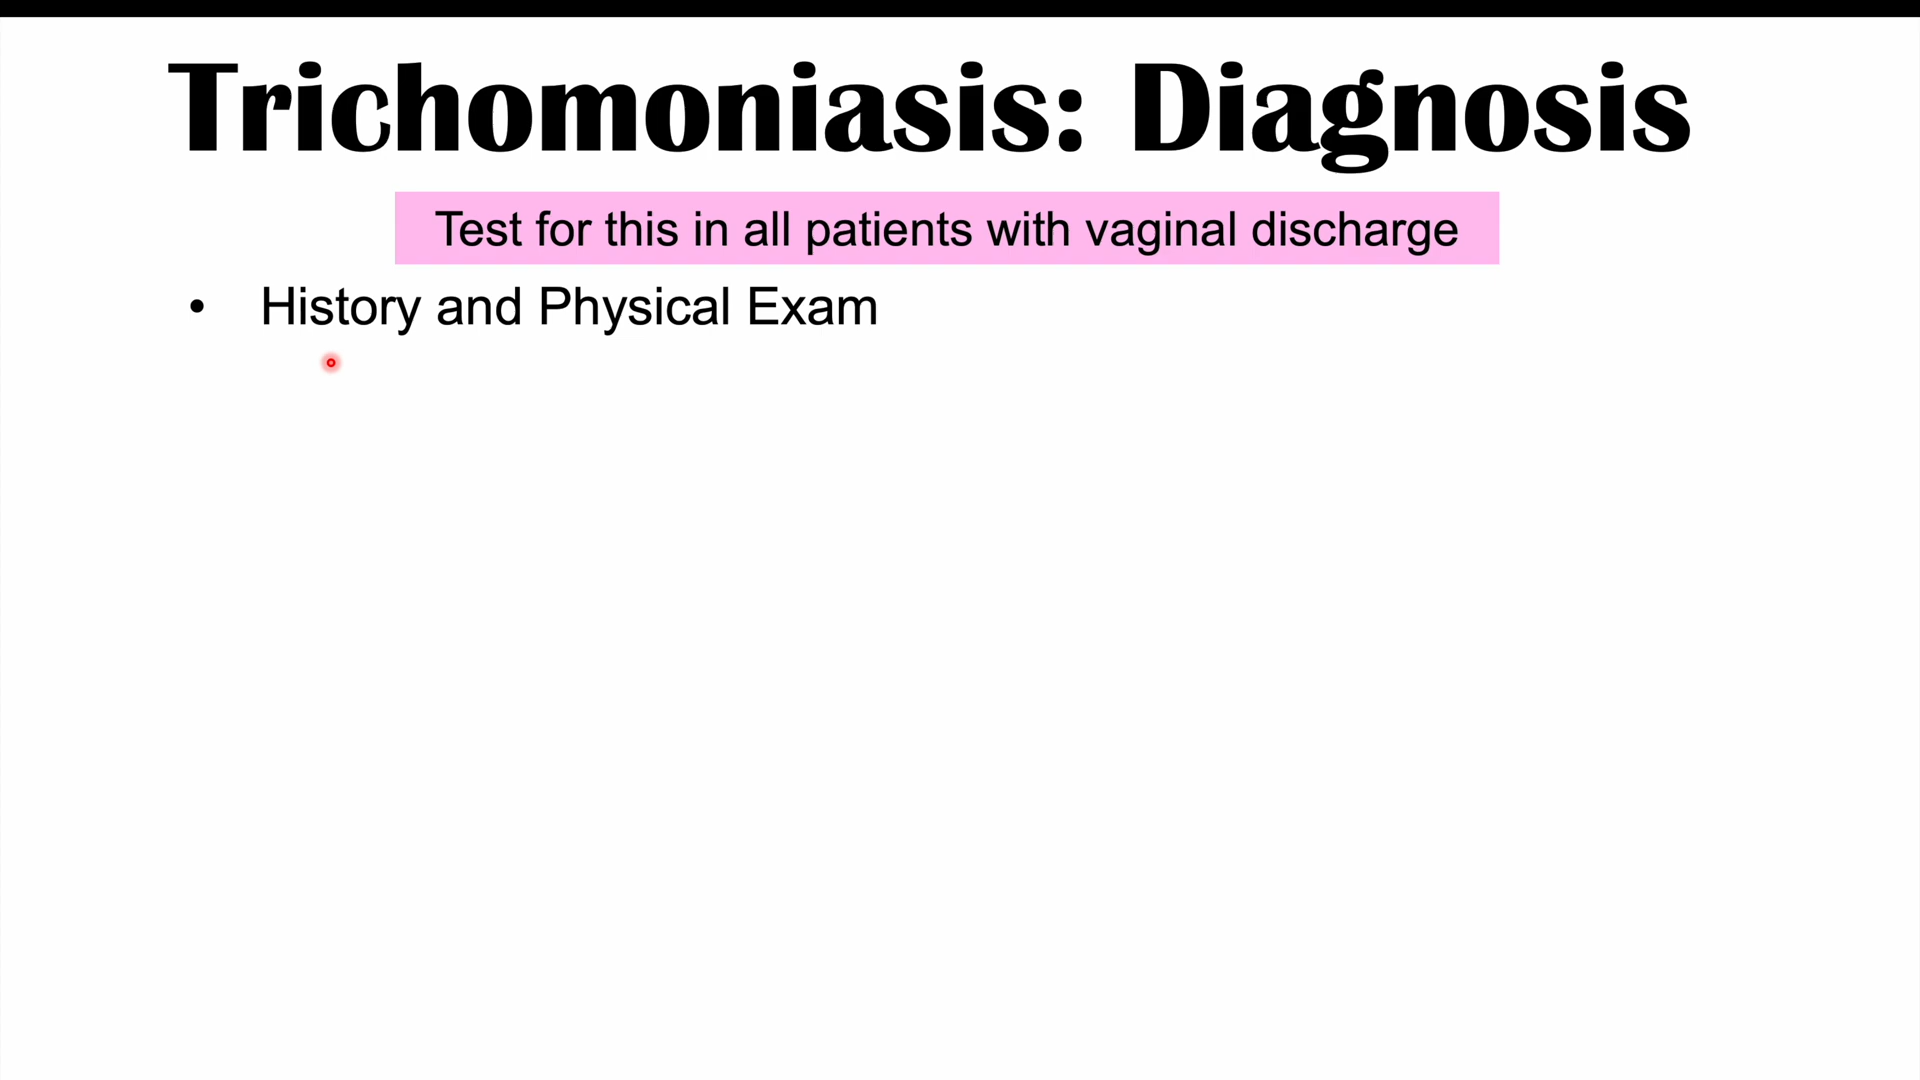 Trichomoniasis: Diagnosis
Test for this in all patients with vaginal discharge
• History and Physical Exam